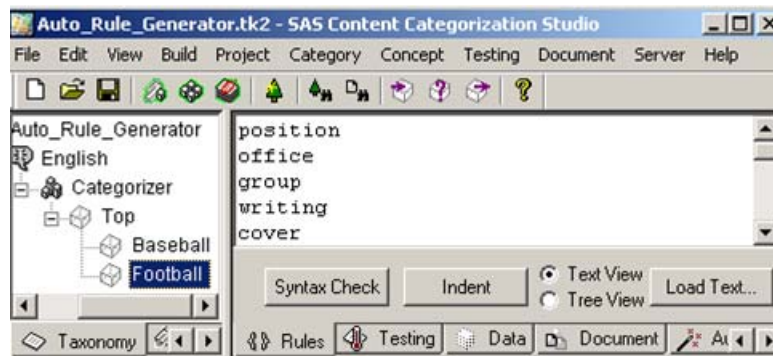 Auto_Rule_Generator.tk2 - SAS Content Categorization Studio
File Edit View Build Project Category Concept Testing Document Server Help
Auto_Rule_Generator
English
Categorizer
Top
Baseball
Football
position
office
group
writing
cover
Syntax Check
Indent
Text View
Tree View
Load Text...
Taxonomy
Rules
Testing
Data
Document